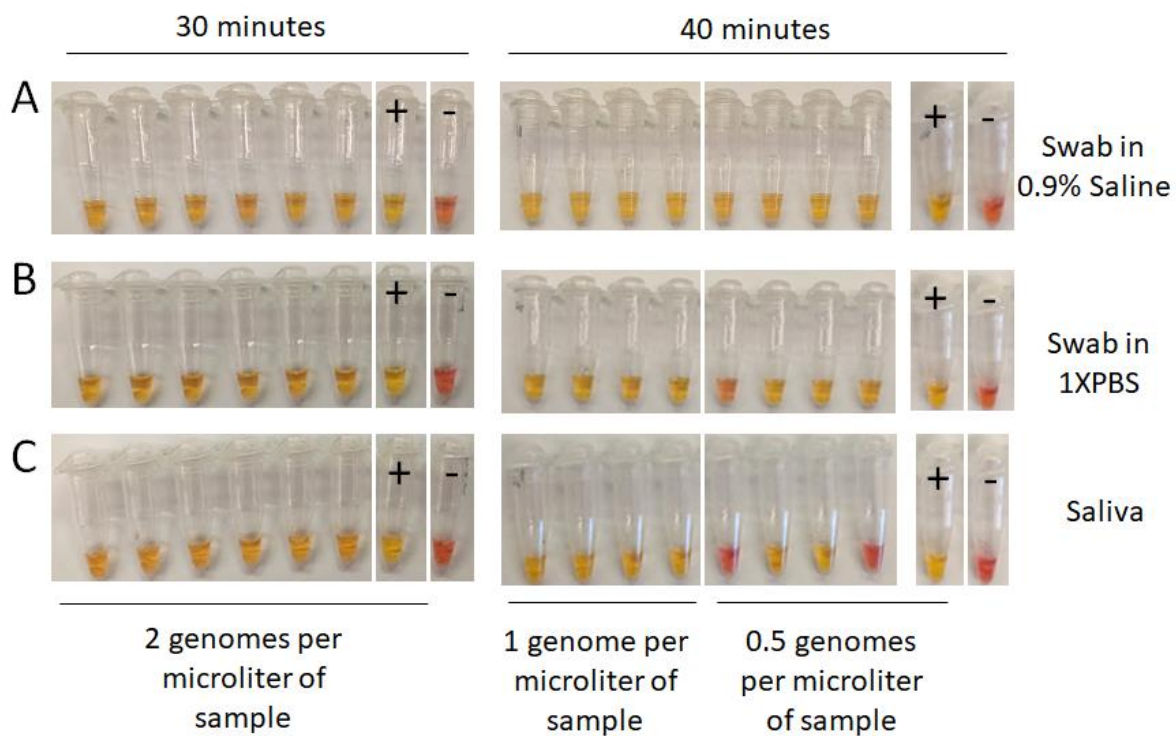 30 minutes
40 minutes
A
+
-
+
-
Swab in
0.9% Saline
B
+
-
+
-
Swab in
1XPBS
C
+
-
+
-
Saliva
2 genomes per
microliter of
sample
1 genome per
microliter of
sample
0.5 genomes
per microliter
of sample